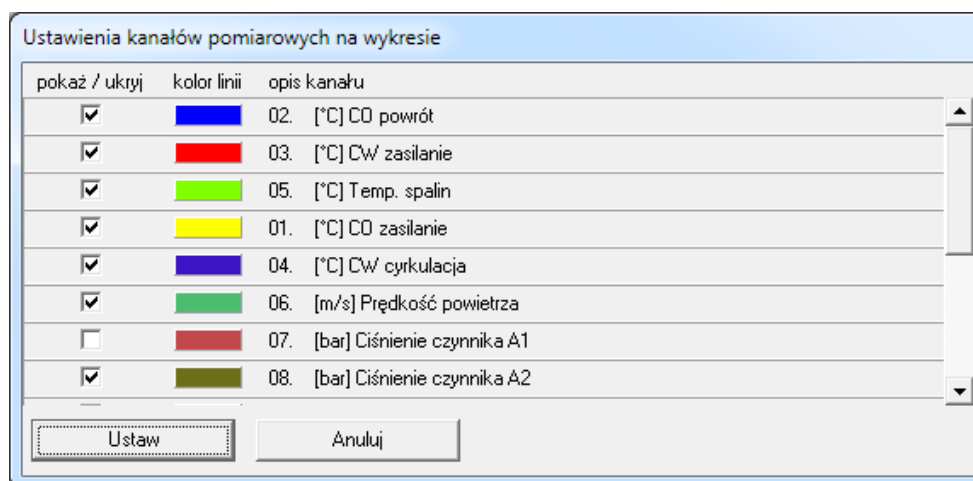 Ustawienia kanałów pomiarowych na wykresie
pokaż / ukryj kolor linii opis kanału
02. [°C] CO powrót
03. [°C] CW zasilanie
05. [°C] Temp. spalin
01. [°C] CO zasilanie
04. [°C] CW cyrkulacja
06. [m/s] Prędkość powietrza
07. [bar] Ciśnienie czynnika A1
08. [bar] Ciśnienie czynnika A2
Ustaw Anuluj